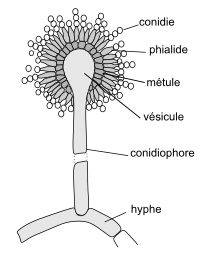 conidie
phialide
métule
vésicule
conidiophore
hyphe